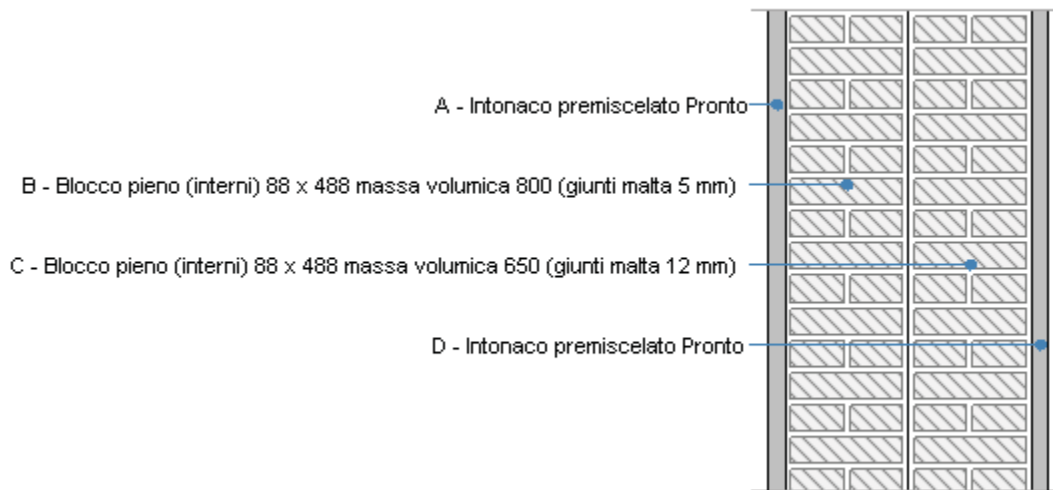 A - Intonaco premiscelato Pronto
B - Blocco pieno (interni) 88 x 488 massa volumica 800 (giunti malta 5 mm)
C - Blocco pieno (interni) 88 x 488 massa volumica 650 (giunti malta 12 mm)
D - Intonaco premiscelato Pronto